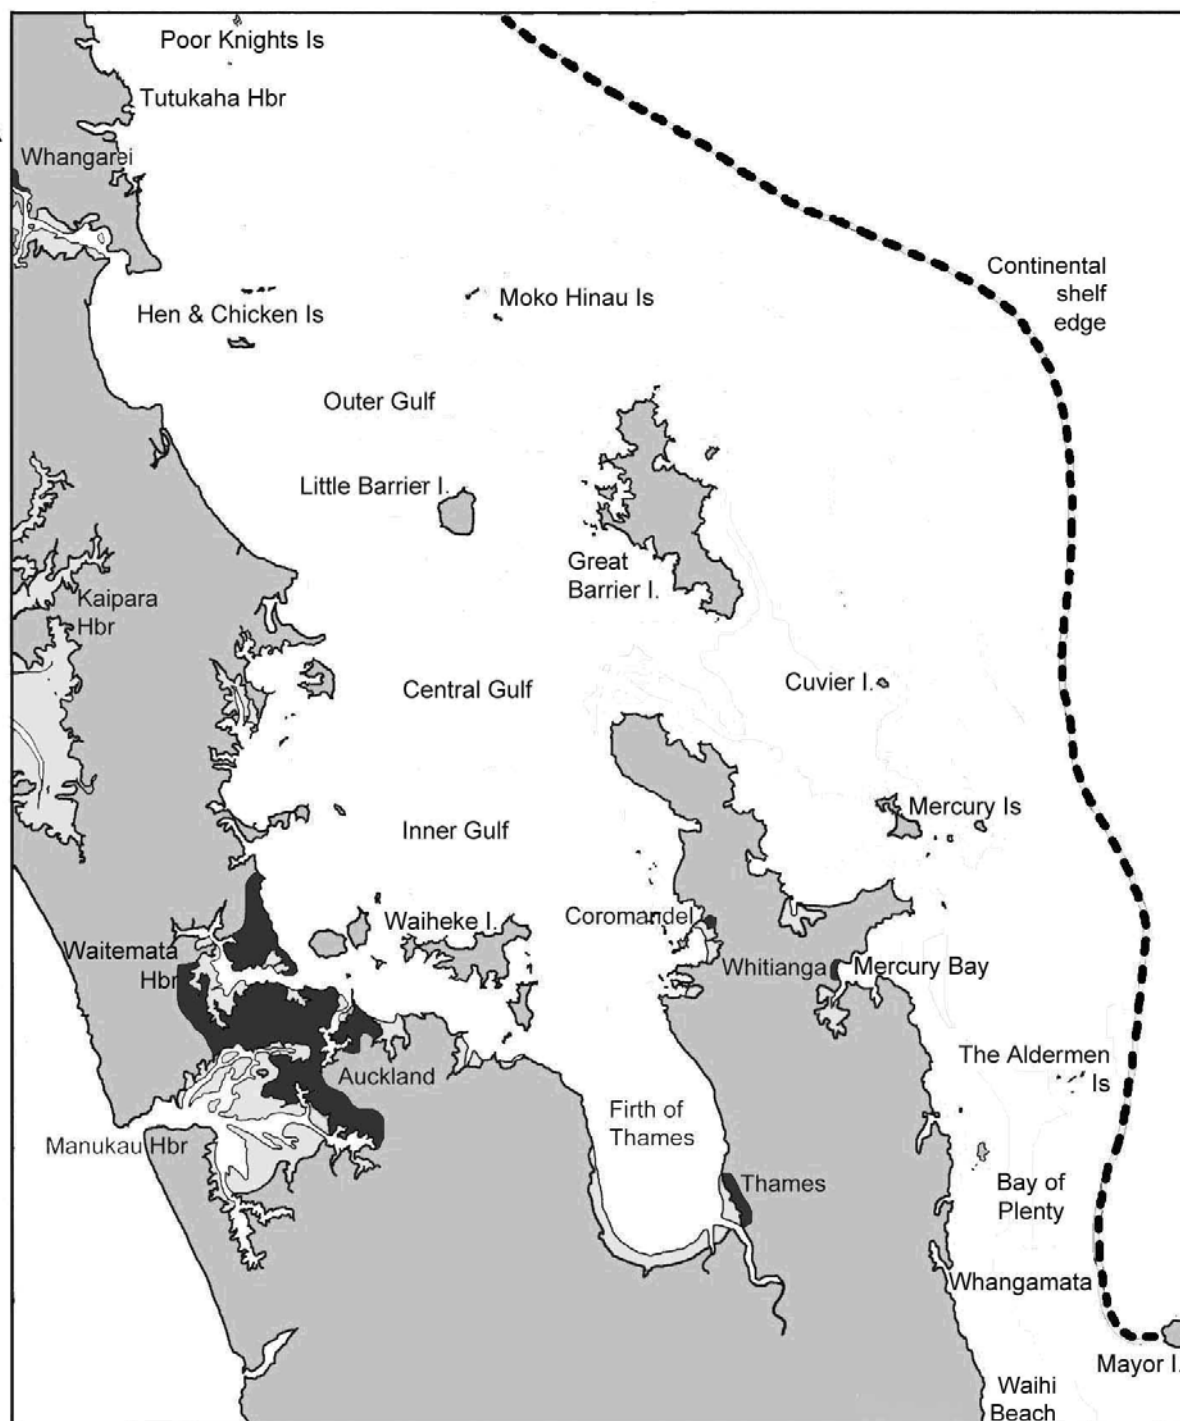 Poor Knights Is
Tutukaha Hbr
Whangarei
Continental
shelf
edge
Moko Hinau Is
Hen & Chicken Is
Outer Gulf
Little Barrier I.
Great
Barrier I.
Kaipara
Hbr
Central Gulf
Cuvier I.
Mercury Is
Inner Gulf
Waiheke I.
Coromandel
Waitemata
Hbr
Whitianga
Mercury Bay
The Aldermen
Is
Auckland
Firth of
Thames
Manukau Hbr
Thames
Bay of
Plenty
Whangamata
Mayor I.
Waihi
Beach